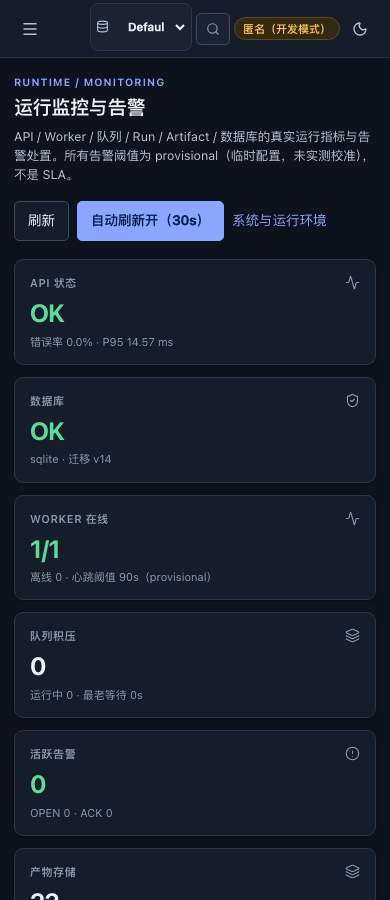 Defaul
匿名（开发模式）
RUNTIME / MONITORING
运行监控与告警
API / Worker / 队列 / Run / Artifact / 数据库的真实运行指标与告
警处置。所有告警阈值为 provisional（临时配置，未实测校准），
不是 SLA。
刷新
自动刷新开（30s）
系统与运行环境
API 状态
OK
错误率 0.0% · P95 14.57 ms
数据库
OK
sqlite · 迁移 v14
WORKER 在线
1/1
离线 0 · 心跳阈值 90s（provisional）
队列积压
0
运行中 0 · 最老等待 0s
活跃告警
0
OPEN 0 · ACK 0
产物存储